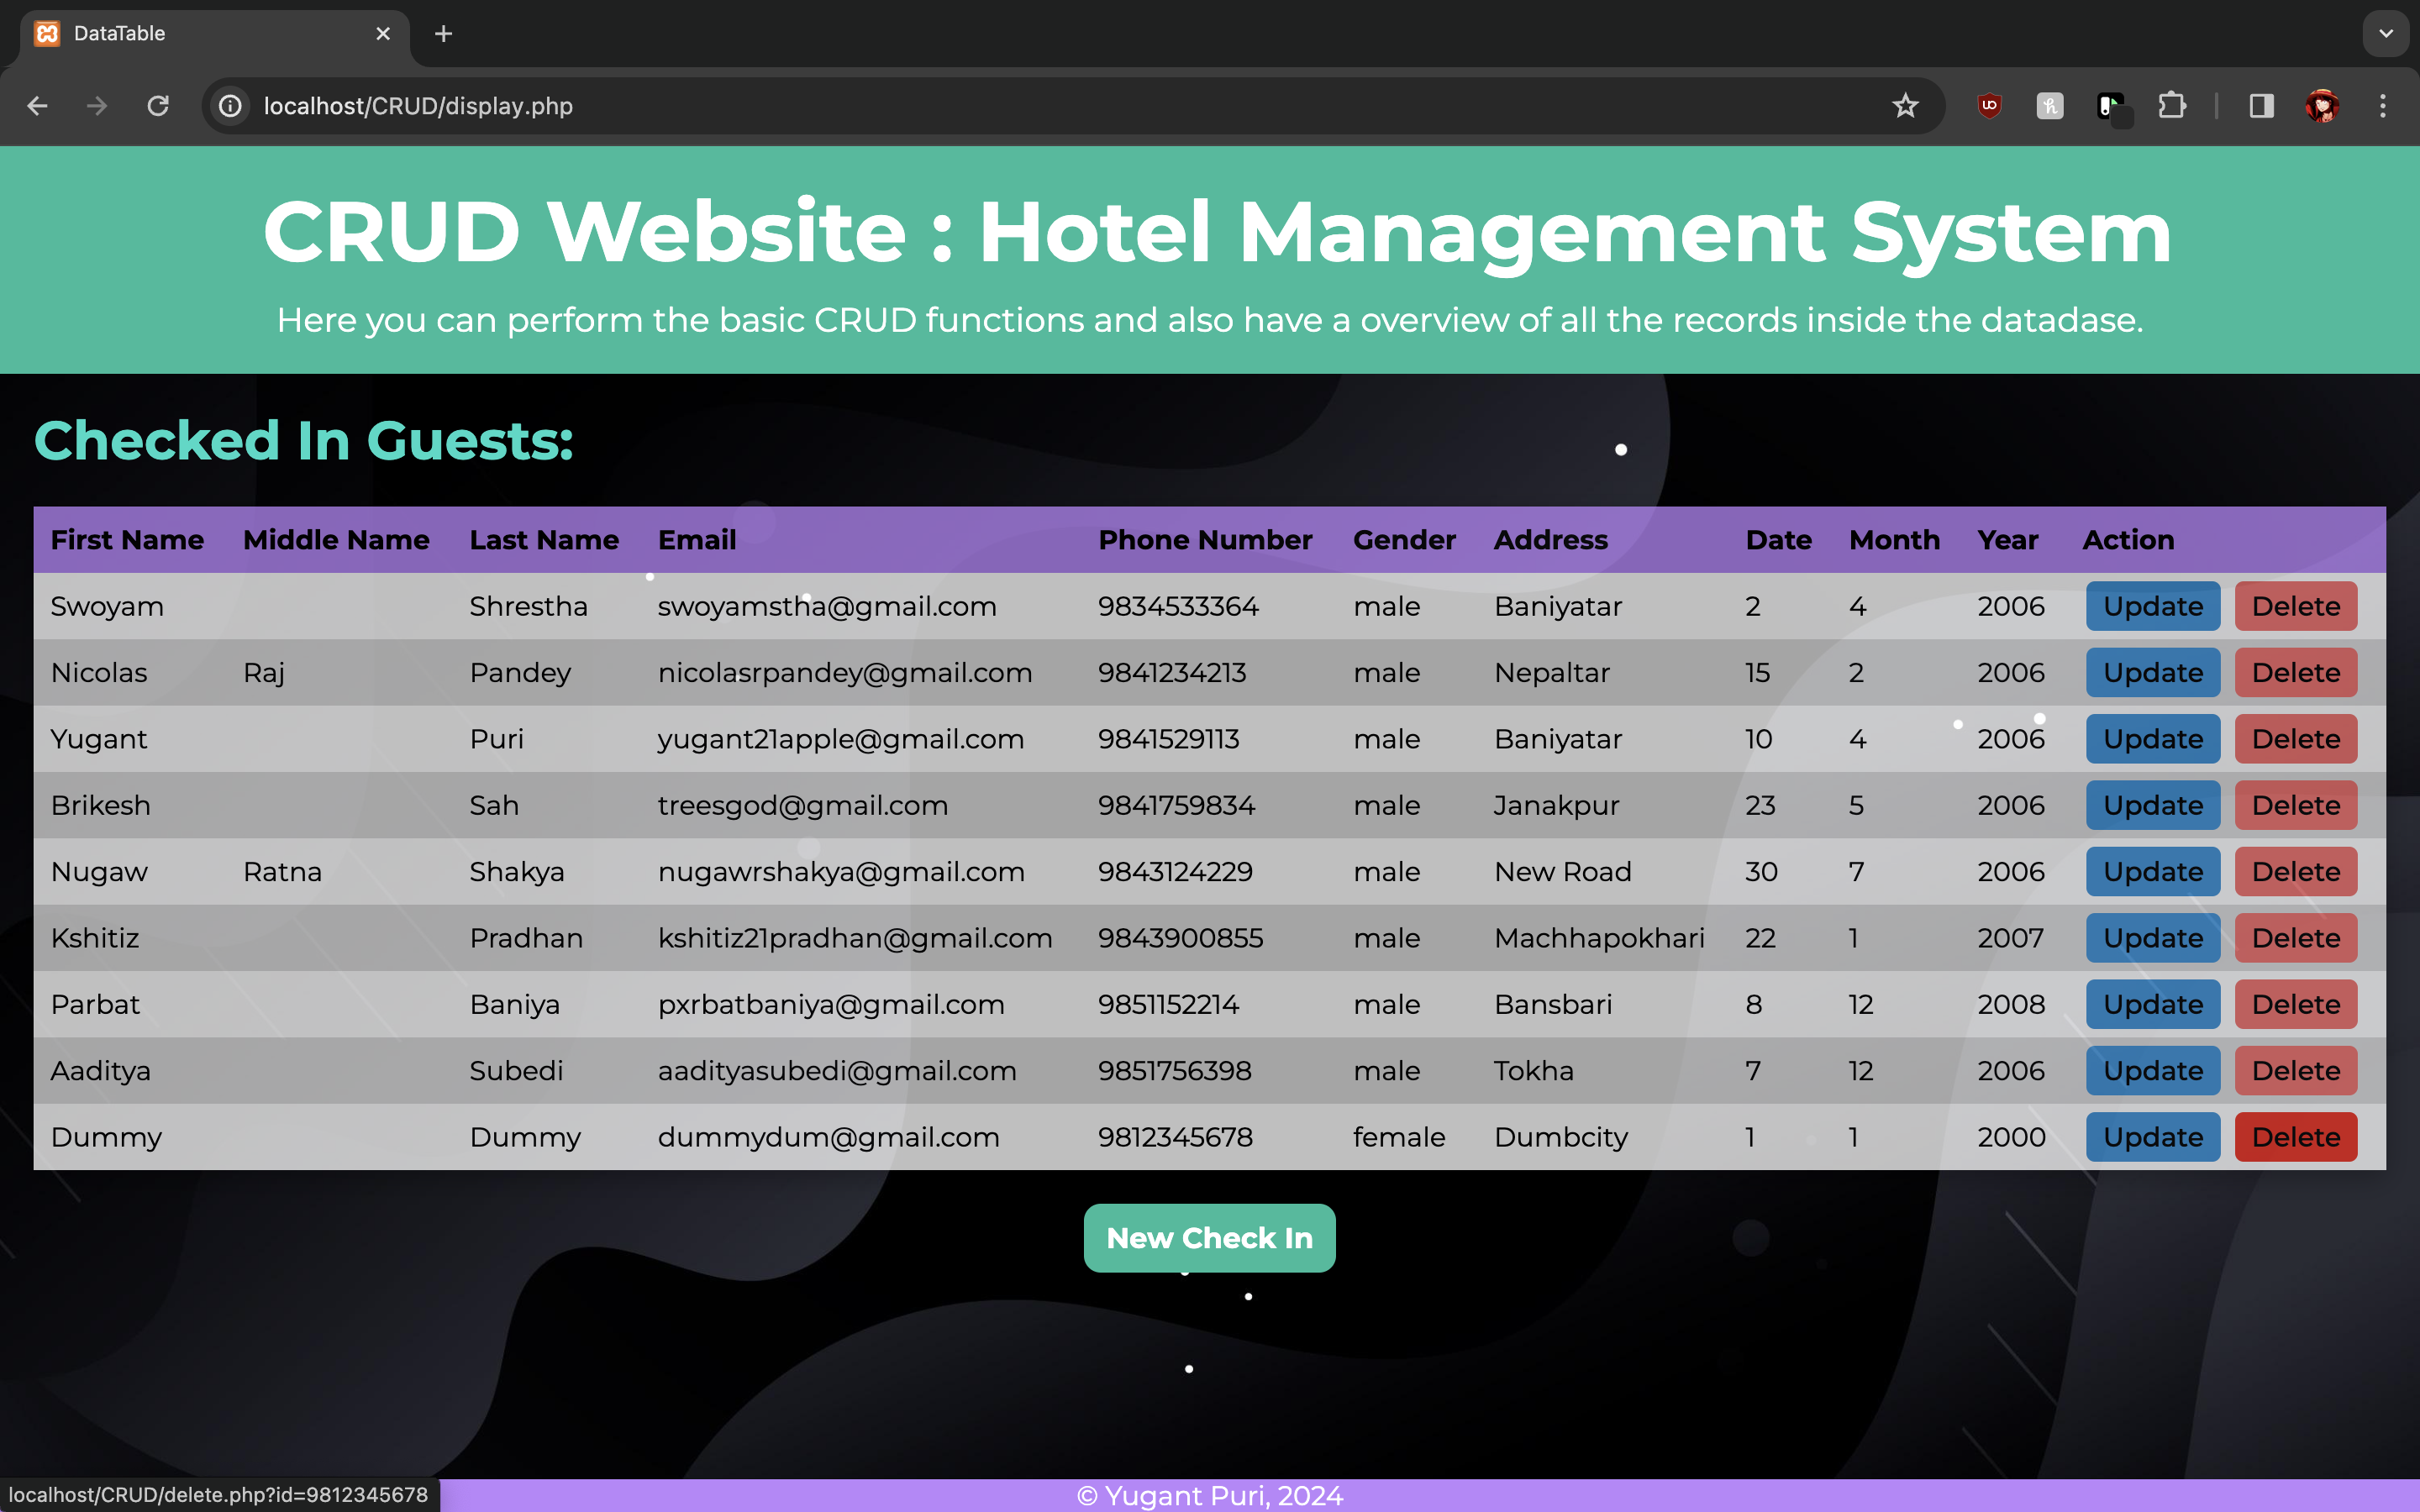 DataTable
localhost/CRUD/display.php
CRUD Website : Hotel Management System
Here you can perform the basic CRUD functions and also have a overview of all the records inside the datadase.
Checked In Guests:
First Name Middle Name Last Name Email Phone Number Gender Address Date Month Year Action
Swoyam Shrestha swoyamstha@gmail.com 9834533364 male Baniyatar 2 4 2006 Update Delete
Nicolas Raj Pandey nicolasrpandey@gmail.com 9841234213 male Nepaltar 15 2 2006 Update Delete
Yugant Puri yugant21apple@gmail.com 9841529113 male Baniyatar 10 4 2006 Update Delete
Brikesh Sah treesgod@gmail.com 9841759834 male Janakpur 23 5 2006 Update Delete
Nugaw Ratna Shakya nugawrshakya@gmail.com 9843124229 male New Road 30 7 2006 Update Delete
Kshitiz Pradhan kshitiz21pradhan@gmail.com 9843900855 male Machhapokhari 22 1 2007 Update Delete
Parbat Baniya pxrbatbaniya@gmail.com 9851152214 male Bansbari 8 12 2008 Update Delete
Aaditya Subedi aadityasubedi@gmail.com 9851756398 male Tokha 7 12 2006 Update Delete
Dummy Dummy dummydum@gmail.com 9812345678 female Dumbcity 1 1 2000 Update Delete
New Check In
localhost/CRUD/delete.php?id=9812345678
© Yugant Puri, 2024